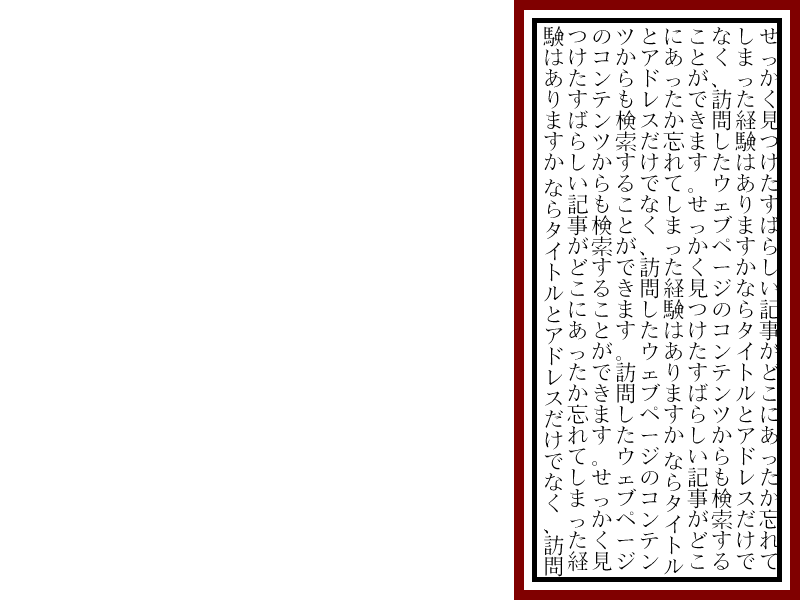 せっかく見つけたすばらしい記事がどこにあったか忘れて
しまった経験はありますかならタイトルとアドレスだけで
なく、訪問したウェブページのコンテンツからも検索する
ことができます。せっかく見つけたすばらしい記事がどこ
にあったか忘れてしまった経験はありますか ならタイトル
とアドレスだけでなく、訪問したウェブページのコンテン
ツからも検索することができます。訪問したウェブページ
のコンテンツからも検索することができます。せっかく見
つけたすばらしい記事がどこにあったか忘れてしまった経
験はありますか ならタイトルとアドレスだけでなく、訪問